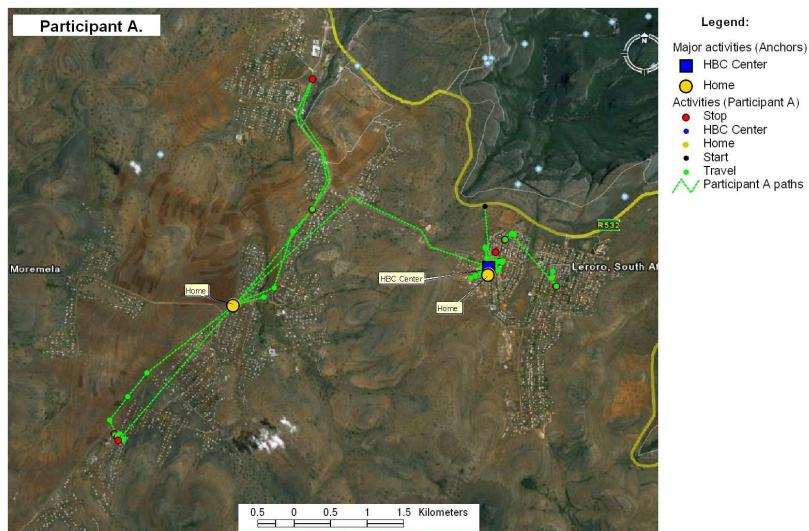 Participant A.
Legend:
Major activities (Anchors)
HBC Center
Home
Activities (Participant A)
Stop
HBC Center
Home
Start
Travel
Participant A paths
N
R532
Moremela
Leroro, South Af
HBC Center
Home
Home
0.5 0 0.5 1 1.5 Kilometers